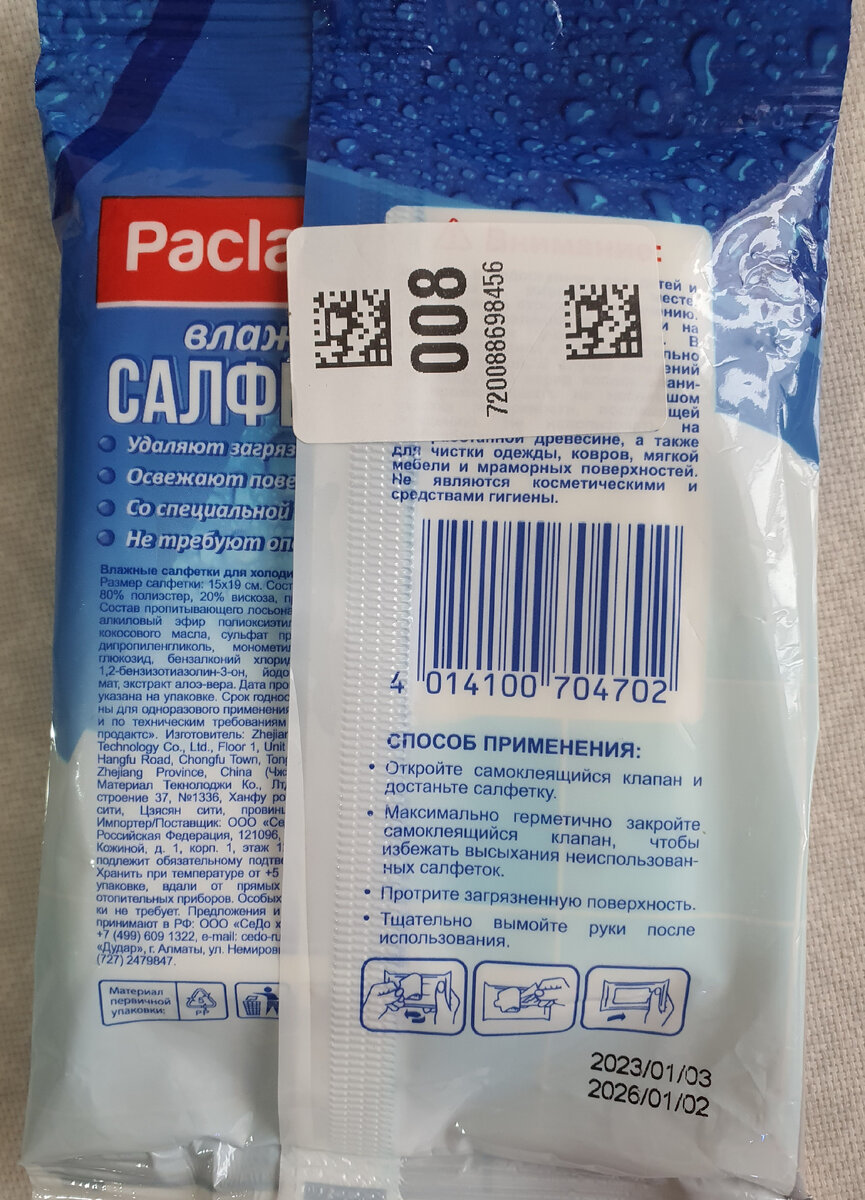 Pacla
влаж
САЛФ
Удаляют загряз
Освежают пове
Со специальной
Не требуют оп
Влажные салфетки для холоди
Размер салфетки: 15х19 см. Сост
80% полиэстер, 20% вискоза, п
Состав пропитывающего лосьона
алкиловый эфир полиоксиэтил
кокосового масла, сульфат пр
дипропиленгликоль, монометил
глюкозид, бензалконий хлорид
1,2-бензизотиазолин-3-он, йодо
мат, экстракт алоэ-вера. Дата про
указана на упаковке. Срок годнос
ны для одноразового применения
и по техническим требованиям
продактс». Изготовитель: Zhejian
Technology Co., Ltd., Floor 1, Unit
Hangfu Road, Chongfu Town, Tong
Zhejiang Province, China (Чж
Материал Текнолоджи Ко., Лт
строение 37, №1336, Ханфу ро
сити, Цзясян сити, провинц
Импортер/Поставщик: ООО «Се
Российская Федерация, 121096,
Кожиной, д. 1, корп. 1, этаж 1
подлежит обязательному подтве
Хранить при температуре от +5
упаковке, вдали от прямых
отопительных приборов. Особых
ки не требует. Предложения и
принимают в РФ: ООО «СеДо х
+7 (499) 609 1322, e-mail: cedo-ru
«Дудар», г. Алматы, ул. Немиров
(727) 2479847.
Материал
первичной
упаковки:
5
PP
008
720088698456
:
тей и
месте,
онию.
и на
В
льно
ений
ани-
шом
щей
на
древесине, а также
для чистки одежды, ковров, мягкой
мебели и мраморных поверхностей.
Не являются косметическими и
средствами гигиены.
4 014100 704702
СПОСОБ ПРИМЕНЕНИЯ:
• Откройте самоклеящийся клапан и
достаньте салфетку.
• Максимально герметично закройте
самоклеящийся клапан, чтобы
избежать высыхания неиспользован-
ных салфеток.
• Протрите загрязненную поверхность.
• Тщательно вымойте руки после
использования.
2023/01/03
2026/01/02